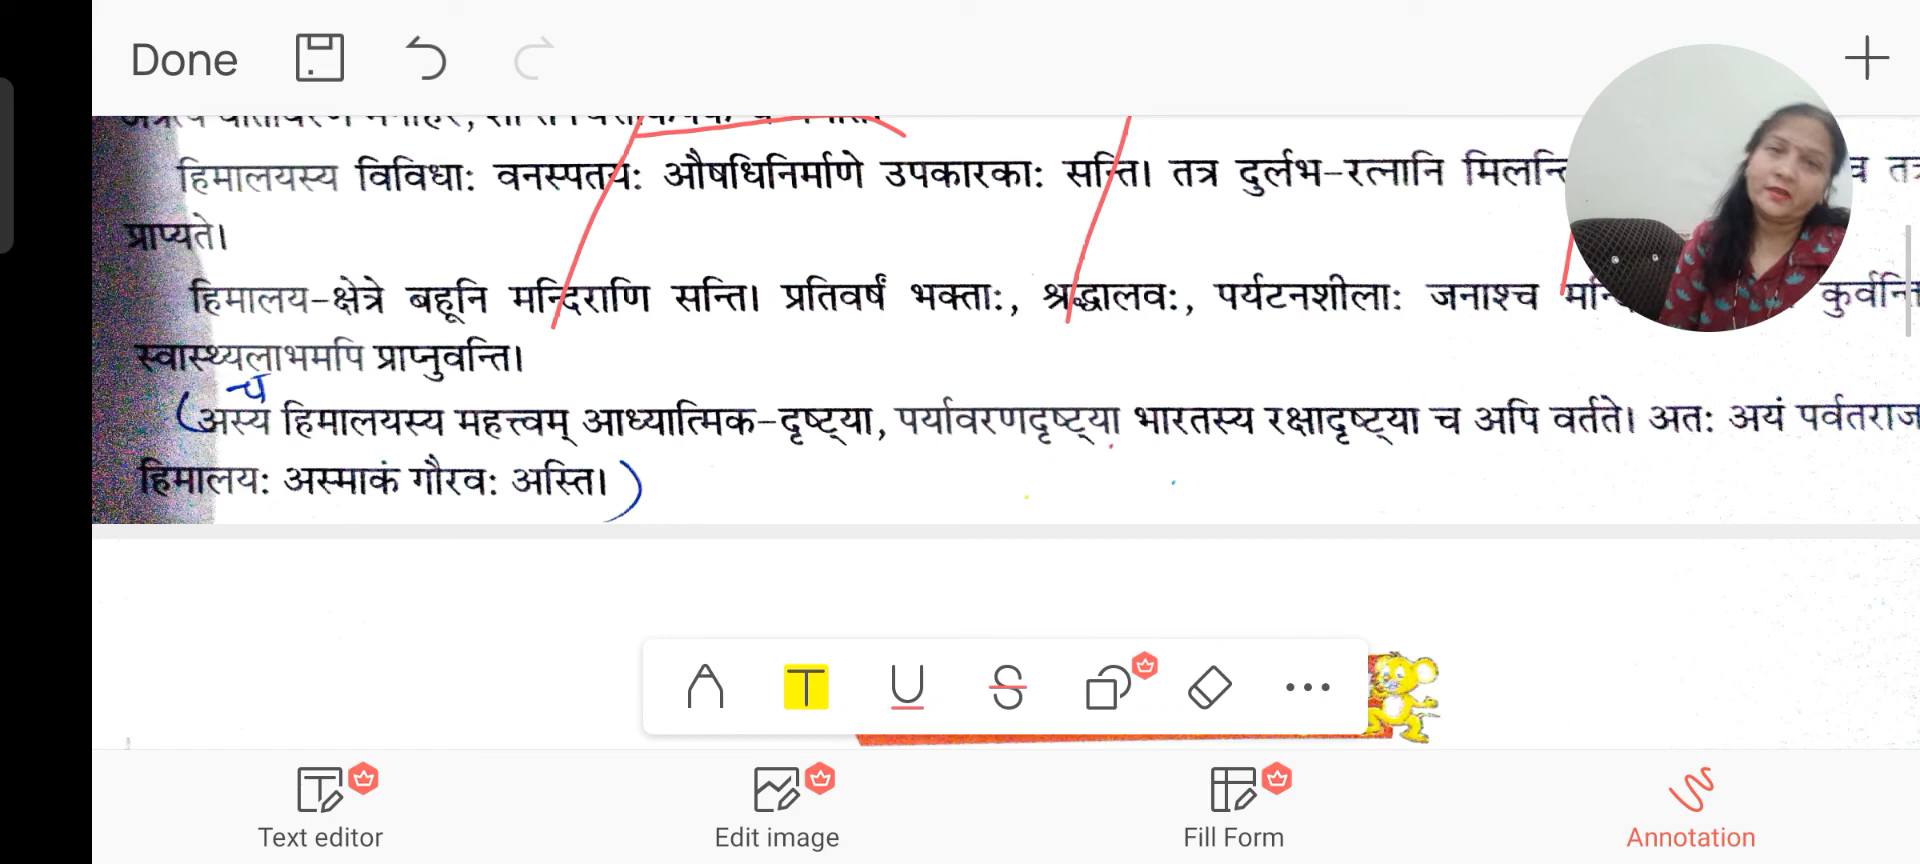 Done
हिमालयस्य विविधाः वनस्पतयः औषधिनिर्माणे उपकारकाः सन्ति। तत्र दुर्लभ-रत्नानि
प्राप्यते।
हिमालय-क्षेत्रे बहूनि मन्दिराणि सन्ति। प्रतिवर्षं भक्ताः, श्रद्धालवः, पर्यटनशीलाः जनाश्च
स्वास्थ्यलाभमपि प्राप्नुवन्ति।
च
(अस्य हिमालयस्य महत्त्वम् आध्यात्मिक-दृष्ट्या, पर्यावरणदृष्ट्या भारतस्य रक्षादृष्ट्या च अपि वर्तते। अतः अयं पर्वतराज
हिमालयः अस्माकं गौरवः अस्ति।)
Text editor
Edit image
Fill Form
Annotation